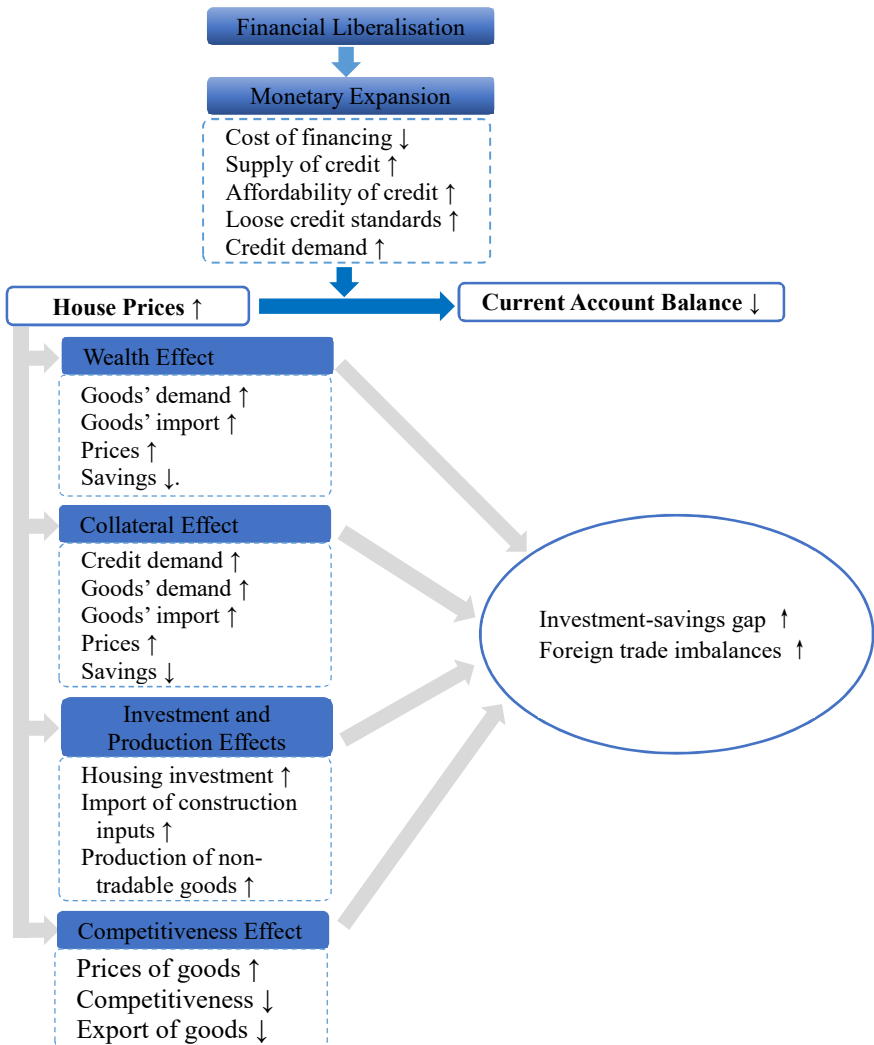 Financial Liberalisation
Monetary Expansion
Cost of financing ↓
Supply of credit ↑
Affordability of credit ↑
Loose credit standards ↑
Credit demand ↑
House Prices ↑
Current Account Balance ↓
Wealth Effect
Goods’ demand ↑
Goods’ import ↑
Prices ↑
Savings ↓.
Collateral Effect
Credit demand ↑
Goods’ demand ↑
Goods’ import ↑
Prices ↑
Savings ↓
Investment and
Production Effects
Housing investment ↑
Import of construction
inputs ↑
Production of non-
tradable goods ↑
Competitiveness Effect
Prices of goods ↑
Competitiveness ↓
Export of goods ↓
Investment-savings gap ↑
Foreign trade imbalances ↑